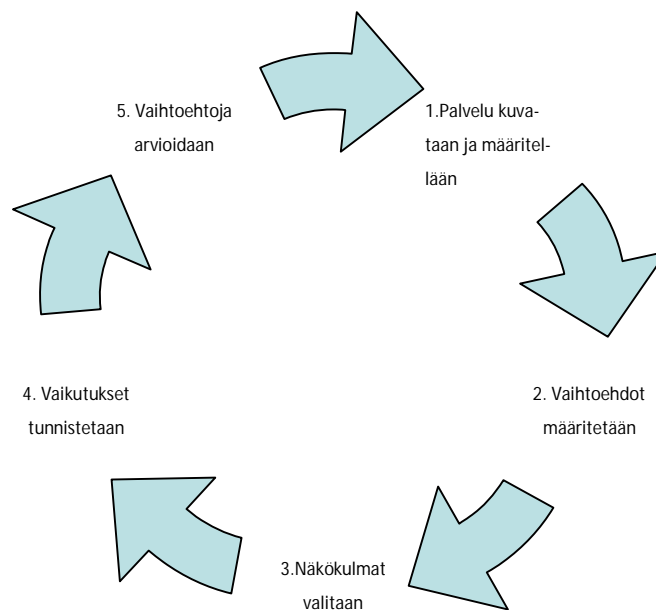 1.Palvelu kuva-
taan ja määritel-
lään
2. Vaihtoehdot
määritetään
3.Näkökulmat
valitaan
4. Vaikutukset
tunnistetaan
5. Vaihtoehtoja
arvioidaan